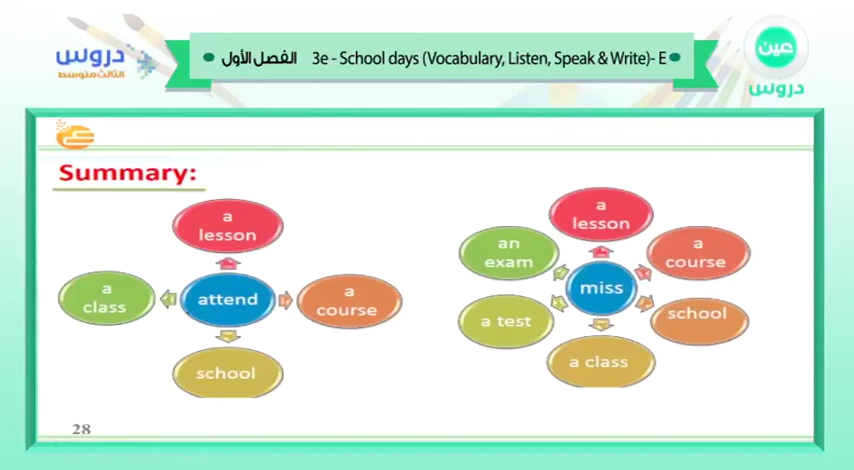 دروس
الثالث متوسط
3e - School days (Vocabulary, Listen, Speak & Write)- E الفصل الأول
عين
دروس
Summary:
a
lesson
a
class
attend
a
course
school
a
lesson
an
exam
a
course
miss
a test
school
a class
28